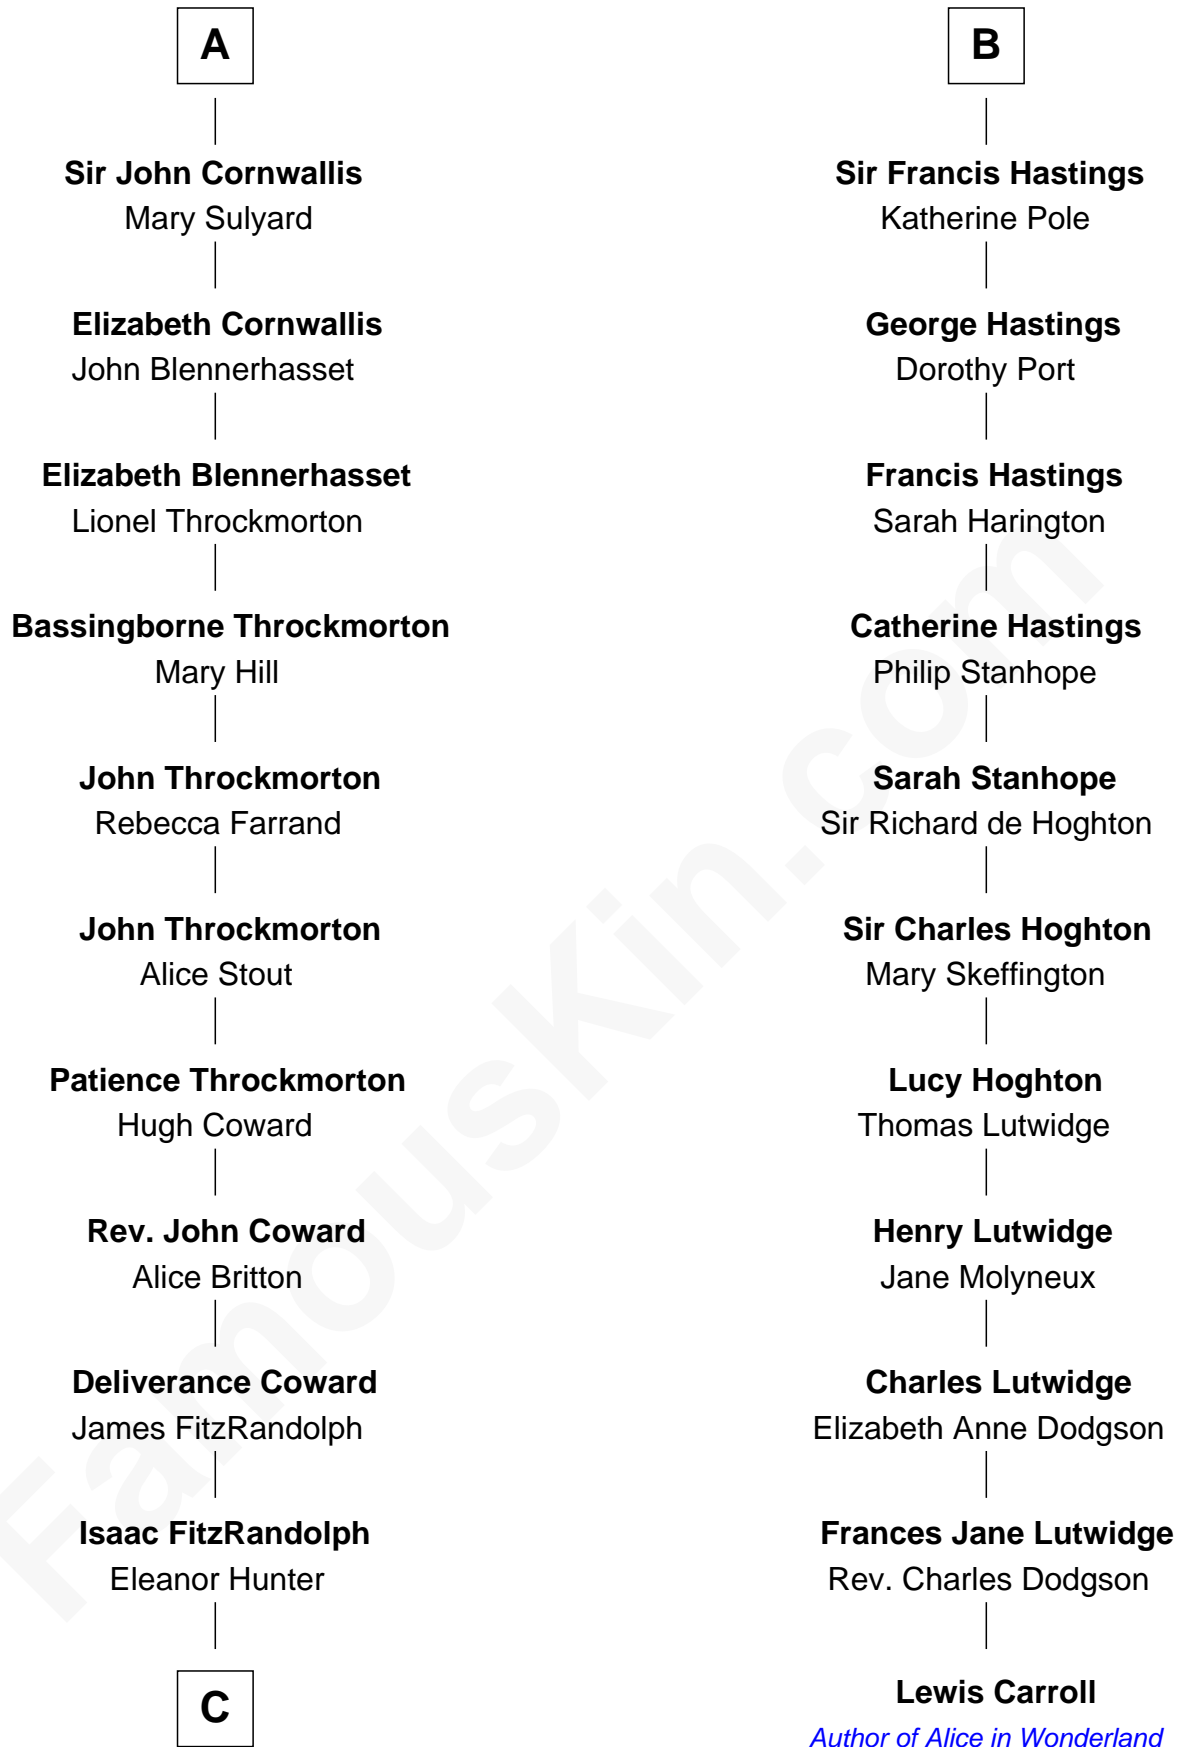 A
Sir John Cornwallis
Mary Sulyard
Elizabeth Cornwallis
John Blennerhasset
Elizabeth Blennerhasset
Lionel Throckmorton
Bassingborne Throckmorton
Mary Hill
John Throckmorton
Rebecca Farrand
John Throckmorton
Alice Stout
Patience Throckmorton
Hugh Coward
Rev. John Coward
Alice Britton
Deliverance Coward
James FitzRandolph
Isaac FitzRandolph
Eleanor Hunter
C
B
Sir Francis Hastings
Katherine Pole
George Hastings
Dorothy Port
Francis Hastings
Sarah Harington
Catherine Hastings
Philip Stanhope
Sarah Stanhope
Sir Richard de Hoghton
Sir Charles Hoghton
Mary Skeffington
Lucy Hoghton
Thomas Lutwidge
Henry Lutwidge
Jane Molyneux
Charles Lutwidge
Elizabeth Anne Dodgson
Frances Jane Lutwidge
Rev. Charles Dodgson
Lewis Carroll
Author of Alice in Wonderland
FamousKin.com